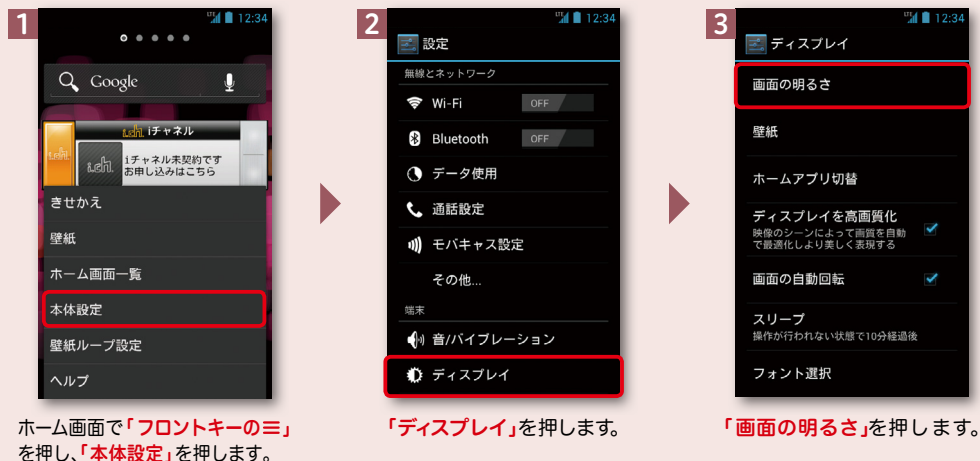 1
LTE 12:34
Google
i.ch. iチャネル
i.ch.
i.ch.
iチャネル未契約です
お申し込みはこちら
きせかえ
壁紙
ホーム画面一覧
本体設定
壁紙ループ設定
ヘルプ
ホーム画面で「フロントキーの☰」
を押し、「本体設定」を押します。
2
LTE 12:34
設定
無線とネットワーク
Wi-Fi OFF
Bluetooth OFF
データ使用
通話設定
モバキャス設定
その他...
端末
音/バイブレーション
ディスプレイ
「ディスプレイ」を押します。
3
LTE 12:34
ディスプレイ
画面の明るさ
壁紙
ホームアプリ切替
ディスプレイを高画質化
映像のシーンによって画質を自動
で最適化しより美しく表現する
画面の自動回転
スリープ
操作が行われない状態で10分経過後
フォント選択
「画面の明るさ」を押します。